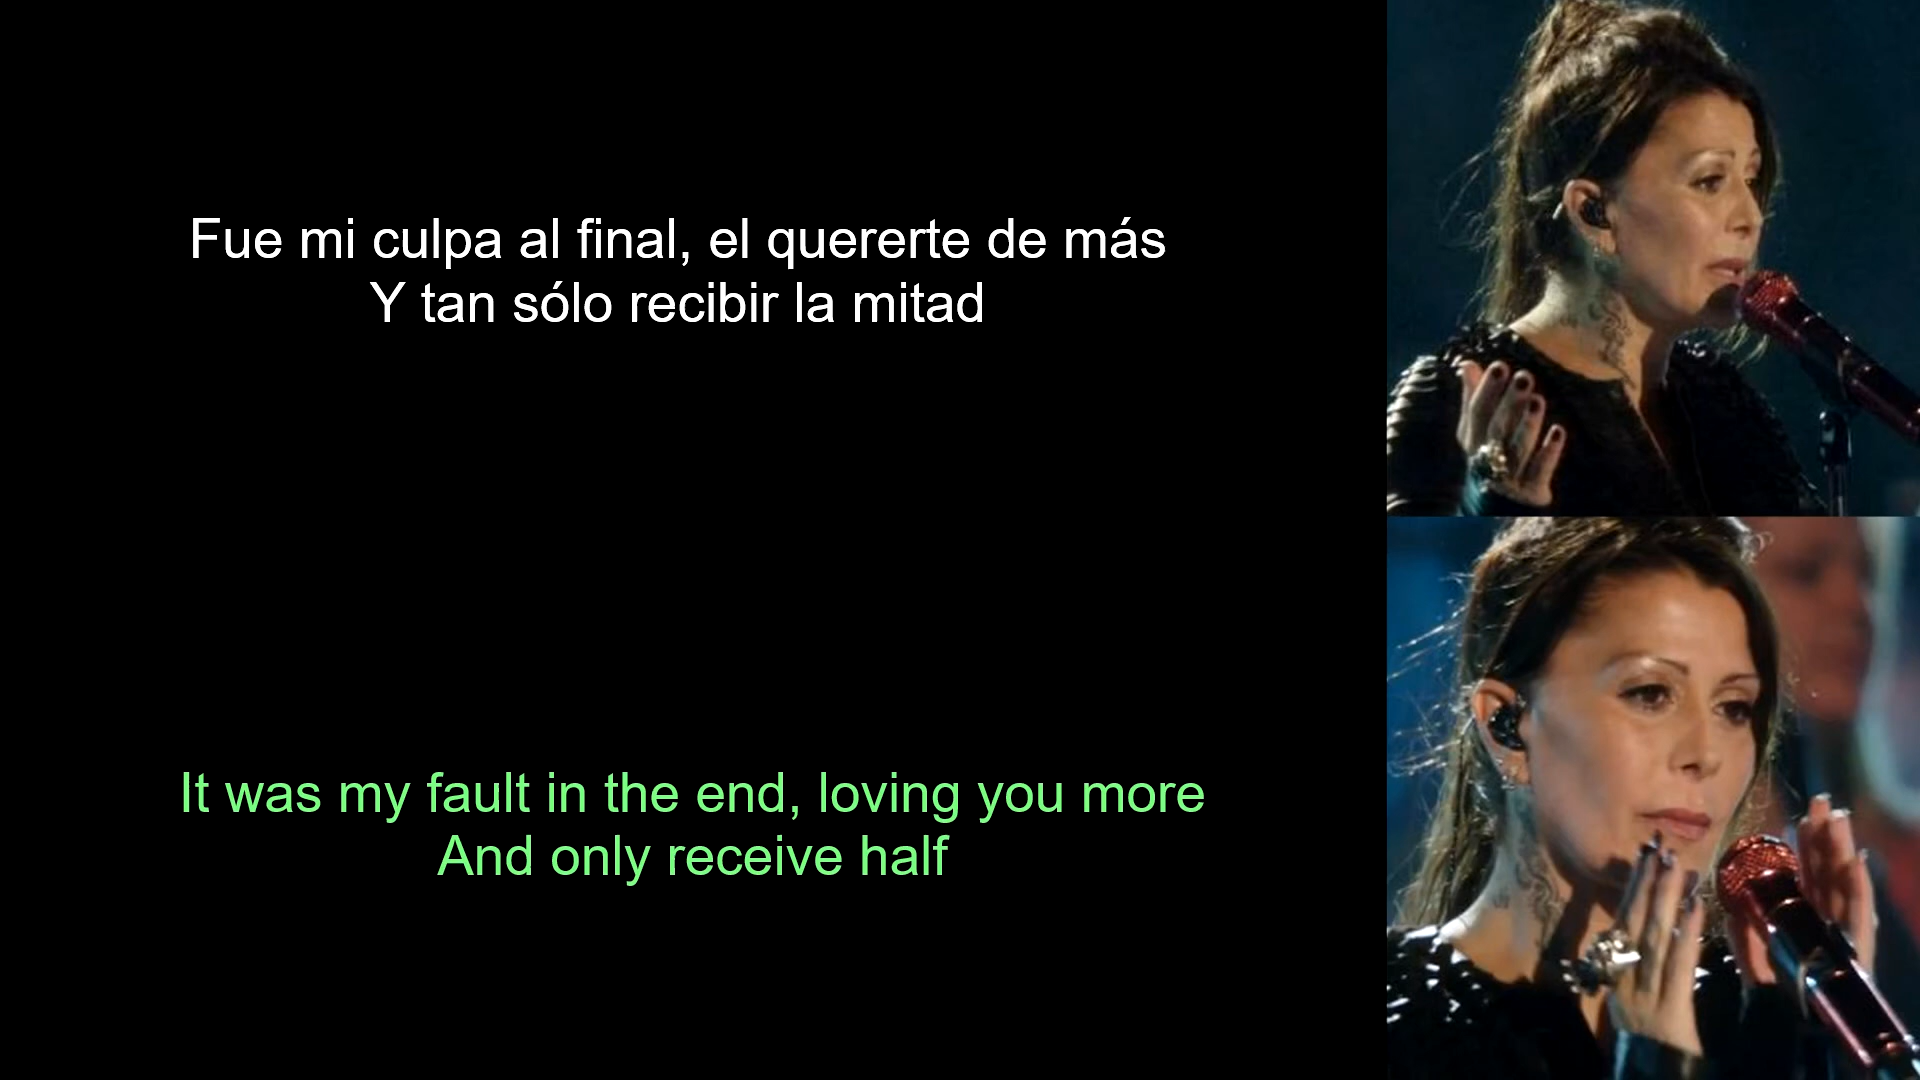 Fue mi culpa al final, el quererte de más
Y tan sólo recibir la mitad
It was my fault in the end, loving you more
And only receive half